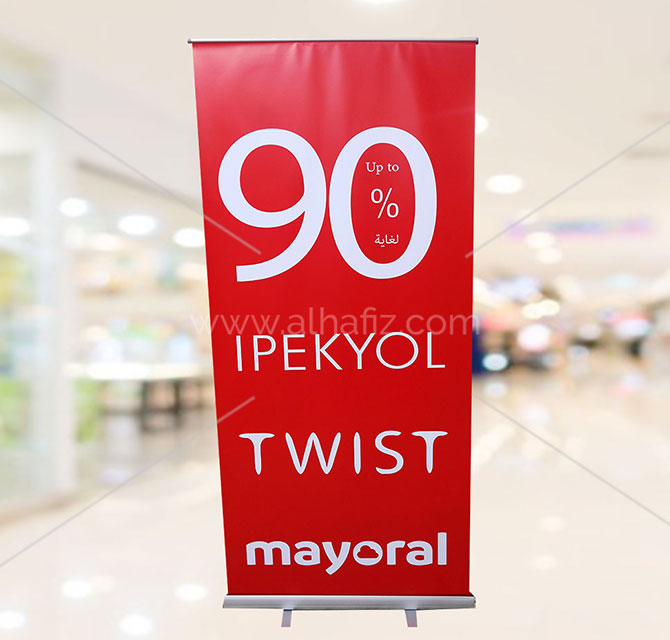 90
Up to
%
لغاية
www.alhafiz.com
IPEKYOL
TWIST
mayoral